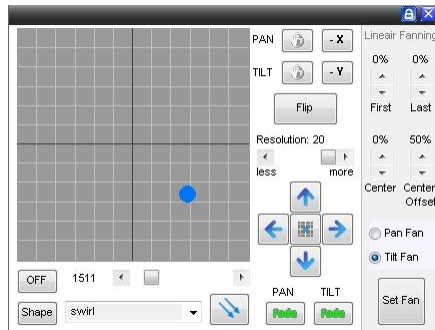 PAN - X Lineair Fanning
0% 0%
TILT - Y
First Last
Flip
Resolution: 20 0% 50%
less more
Center Center
Offset
Pan Fan
Tilt Fan
OFF 1511
PAN TILT
Set Fan
Shape swirl Fade Fade